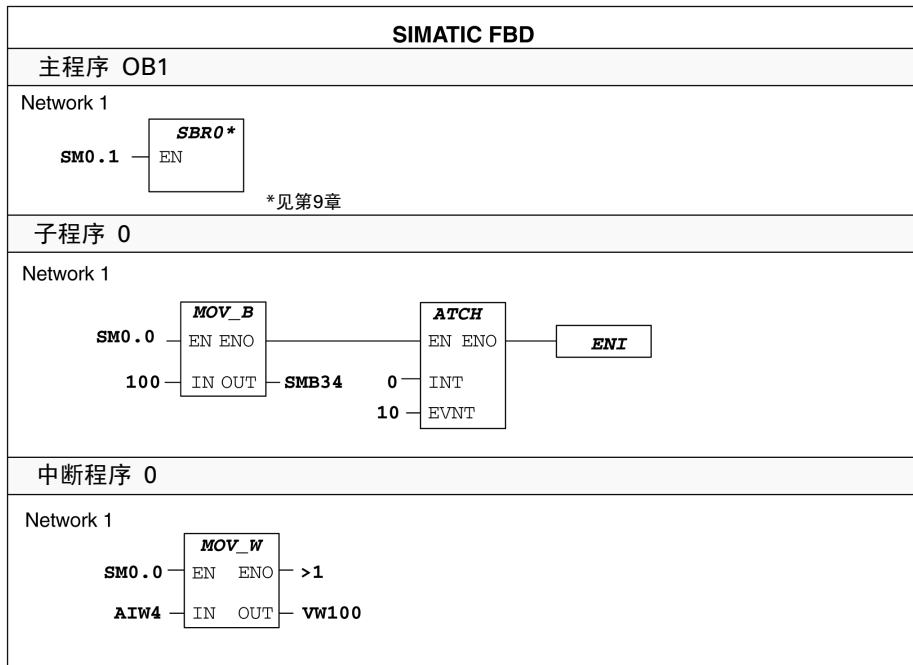 SIMATIC FBD
主程序 OB1
Network 1
SBR0*
SM0.1 EN
*见第9章
子程序 0
Network 1
MOV_B ATCH
SM0.0 EN ENO EN ENO ENI
100 IN OUT SMB34 0 INT
10 EVNT
中断程序 0
Network 1
MOV_W
SM0.0 EN ENO >1
AIW4 IN OUT VW100